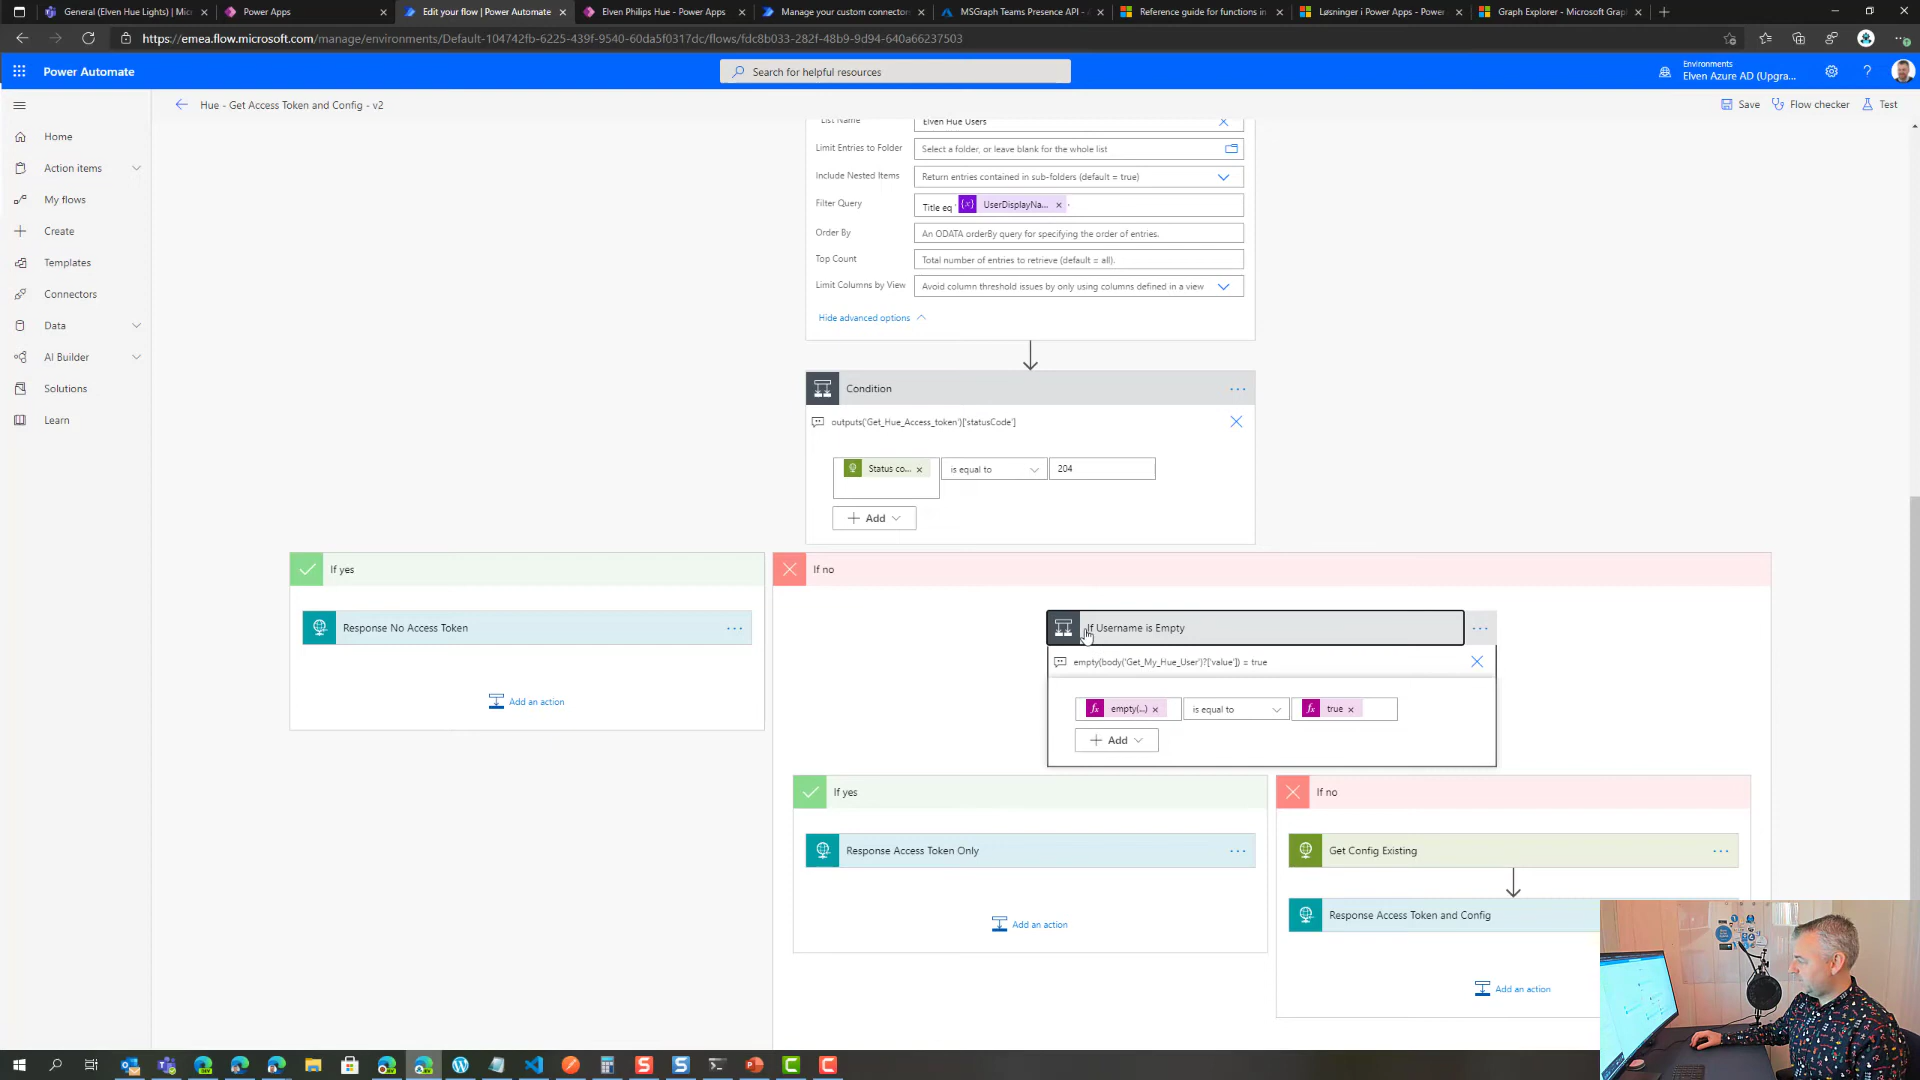 General (Elven Hue Lights) | Mic
Power Apps
Edit your flow | Power Automate
Elven Philips Hue - Power Apps
Manage your custom connector
MSGraph Teams Presence API -
Reference guide for functions in
Løsninger i Power Apps - Power
Graph Explorer - Microsoft Grap
https://emea.flow.microsoft.com/manage/environments/Default-104742fb-6225-439f-9540-60da5f0317dc/flows/fdc8b033-282f-48b9-9d94-640a66237503
Power Automate
Search for helpful resources
Environments
Elven Azure AD (Upgra...
Hue - Get Access Token and Config - v2
Save
Flow checker
Test
Home
Action items
My flows
Create
Templates
Connectors
Data
AI Builder
Solutions
Learn
List Name
Elven Hue Users
Limit Entries to Folder
Select a folder, or leave blank for the whole list
Include Nested Items
Return entries contained in sub-folders (default = true)
Filter Query
Title eq ' UserDisplayNa... × '
Order By
An ODATA orderBy query for specifying the order of entries.
Top Count
Total number of entries to retrieve (default = all).
Limit Columns by View
Avoid column threshold issues by only using columns defined in a view
Hide advanced options
Condition
outputs('Get_Hue_Access_token')['statusCode']
Status co... ×
is equal to
204
Add
If yes
Response No Access Token
Add an action
If no
If Username is Empty
empty(body('Get_My_Hue_User')?['value']) = true
fx empty(...) ×
is equal to
fx true ×
Add
If yes
Response Access Token Only
Add an action
If no
Get Config Existing
Response Access Token and Config
Add an action